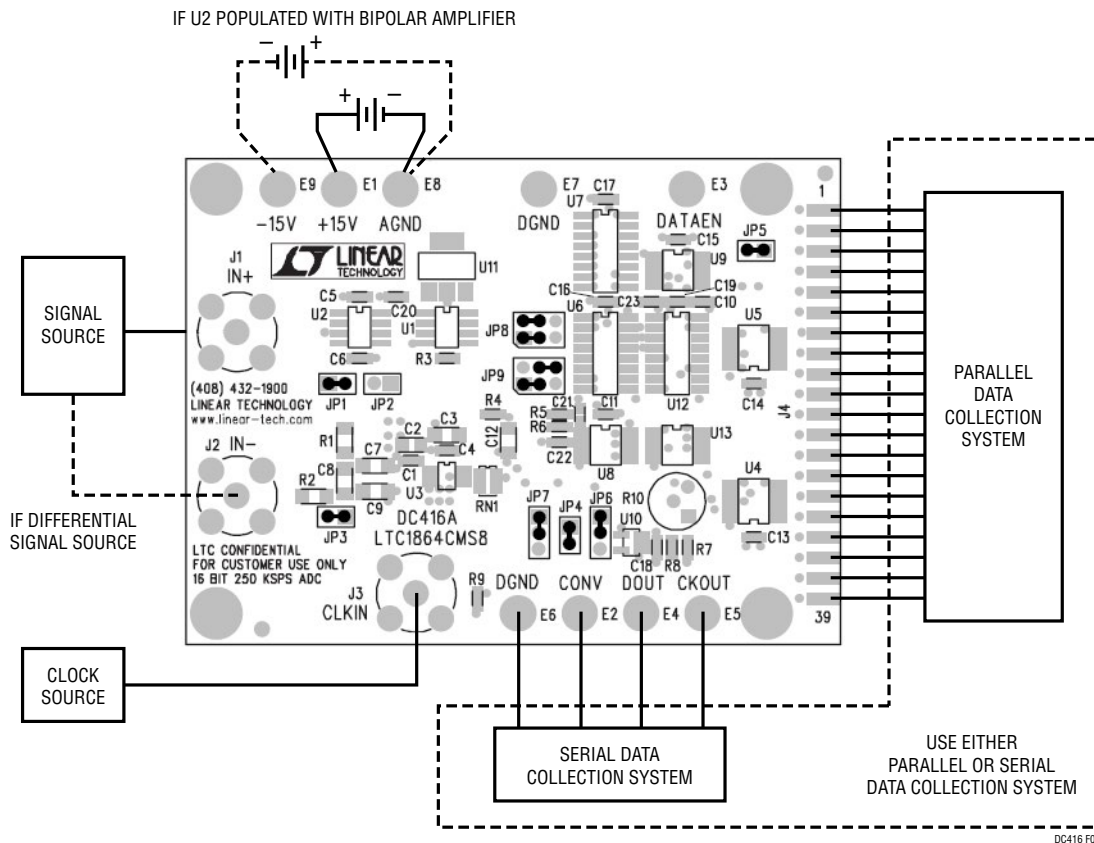 IF U2 POPULATED WITH BIPOLAR AMPLIFIER
– +
+ –
E9 E1 E8 E7 E3
-15V +15V AGND DGND DATAEN
U7 C17 1
C15 U9 JP5
LINEAR
TECHNOLOGY
U11
J1
IN+
SIGNAL
SOURCE
C5 C20
U2 U1
C6 R3
C16 C23 C19 C10
U6 U5
JP8
JP9
C14
U12
J4
PARALLEL
DATA
COLLECTION
SYSTEM
(408) 432-1900
LINEAR TECHNOLOGY
www.linear-tech.com
JP1 JP2
R4 C21 C11
R5
R6
C22
U8 U13
J2 IN-
R1 C2 C3 C12
C7 C4
C8 C1
R2 U3 RN1
C9
JP3
JP7 JP4 JP6 R10 U4
U10
C18 R8 R7 C13
IF DIFFERENTIAL
SIGNAL SOURCE
DC416A
LTC1864CMS8
LTC CONFIDENTIAL
FOR CUSTOMER USE ONLY
16 BIT 250 KSPS ADC
J3
CLKIN
R9
DGND CONV DOUT CKOUT
E6 E2 E4 E5
39
CLOCK
SOURCE
SERIAL DATA
COLLECTION SYSTEM
USE EITHER
PARALLEL OR SERIAL
DATA COLLECTION SYSTEM